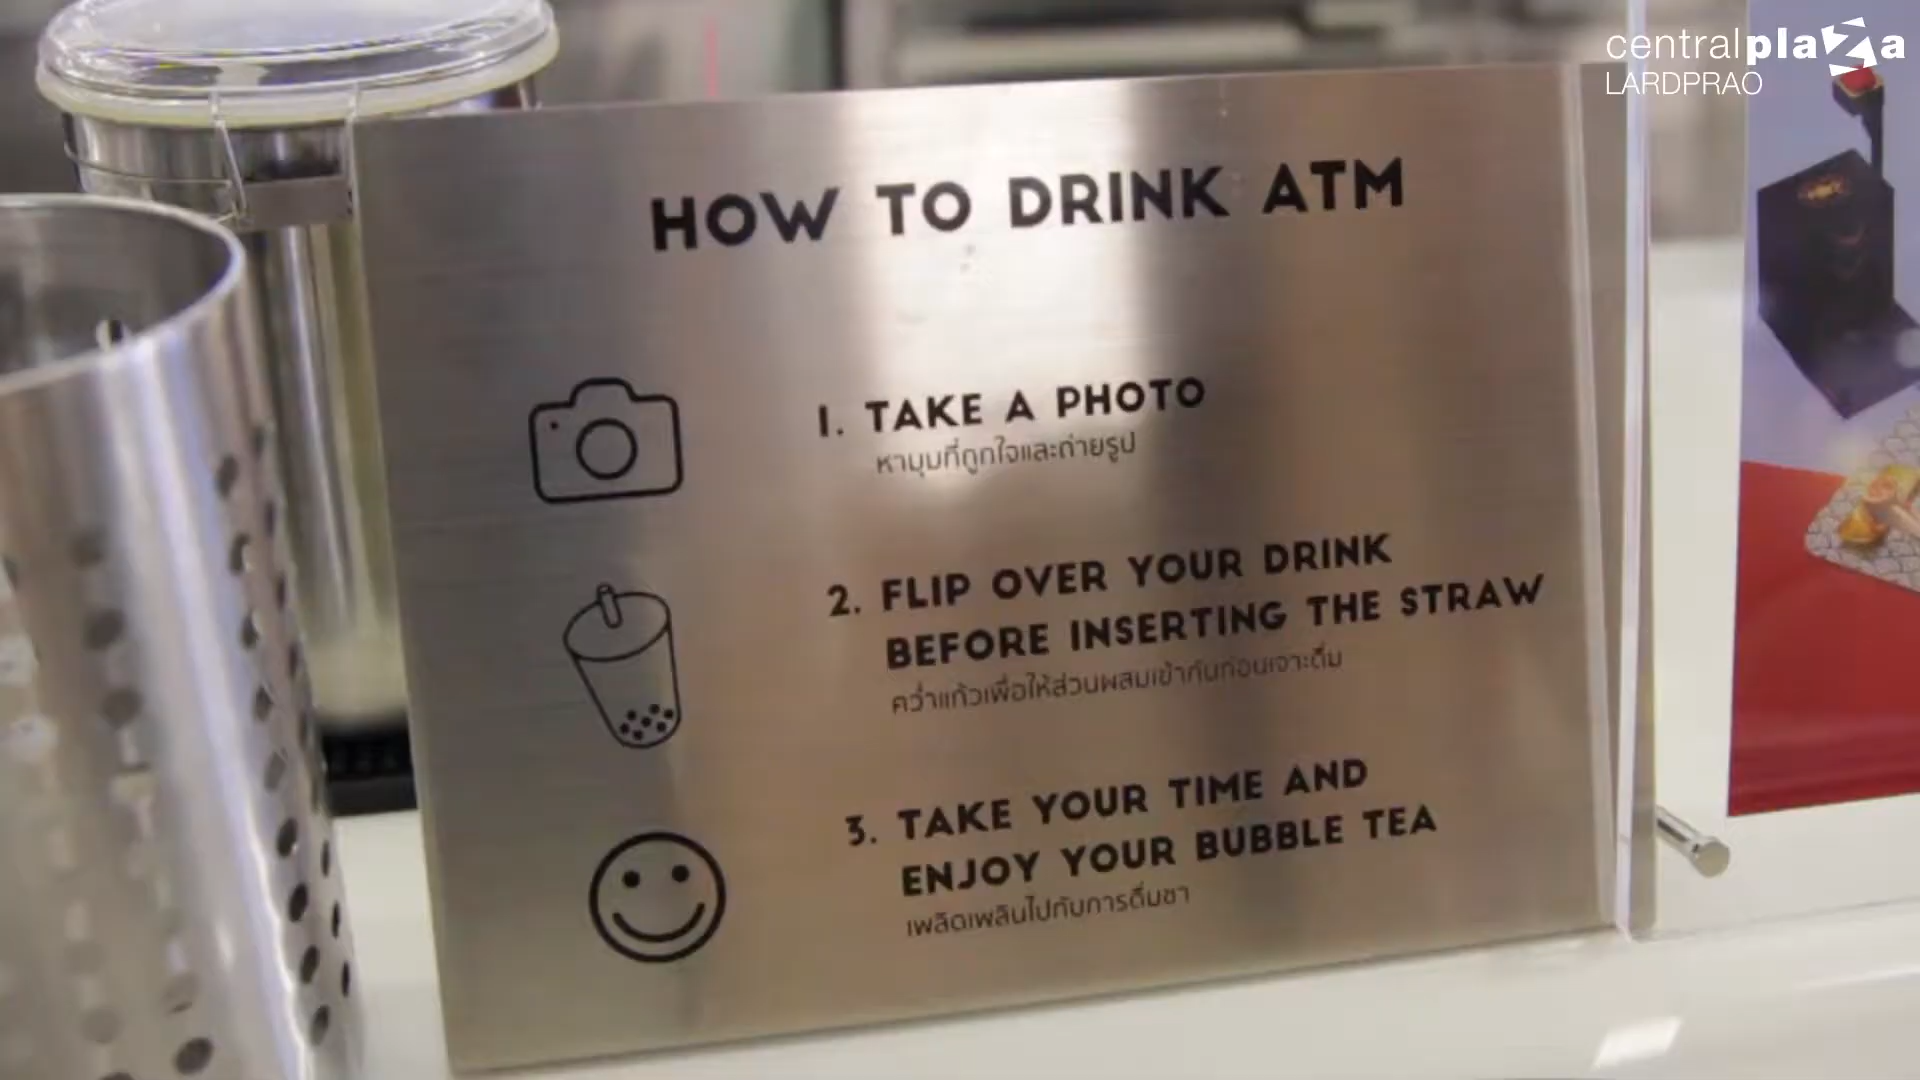 centralplaza
LARDPRAO
HOW TO DRINK ATM
1. TAKE A PHOTO
หามุมที่ถูกใจและถ่ายรูป
2. FLIP OVER YOUR DRINK
BEFORE INSERTING THE STRAW
คว่ำแก้วเพื่อให้ส่วนผสมเข้ากันก่อนเจาะดื่ม
3. TAKE YOUR TIME AND
ENJOY YOUR BUBBLE TEA
เพลิดเพลินไปกับการดื่มชา